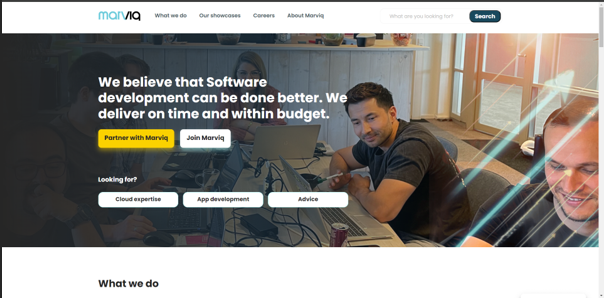 marviq
What we do
Our showcases
Careers
About Marviq
What are you looking for?
Search
We believe that Software
development can be done better. We
deliver on time and within budget.
Partner with Marviq
Join Marviq
Looking for?
Cloud expertise
App development
Advice
What we do